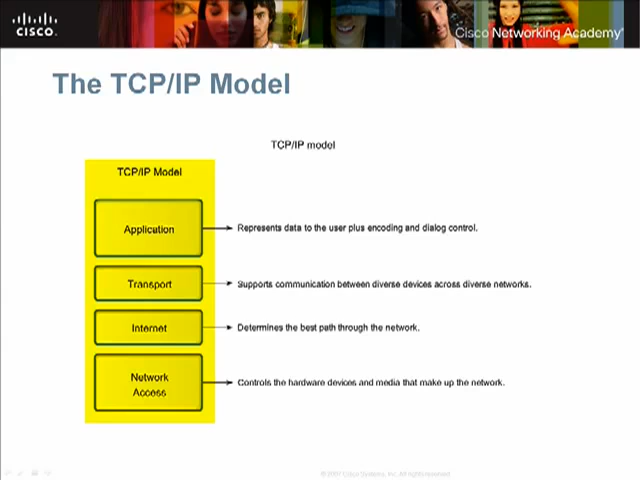 CISCO.
Cisco Networking Academy
The TCP/IP Model
TCP/IP model
TCP/IP Model
Application
Represents data to the user plus encoding and dialog control.
Transport
Supports communication between diverse devices across diverse networks.
Internet
Determines the best path through the network.
Network
Access
Controls the hardware devices and media that make up the network.
© 2007 Cisco Systems, Inc. All rights reserved.